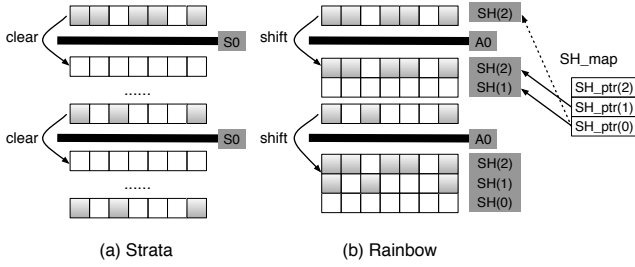 clear
S0
......
clear
S0
......
(a) Strata
SH(2)
shift
A0
SH(2)
SH(1)
shift
A0
SH(2)
SH(1)
SH(0)
(b) Rainbow
SH_map
SH_ptr(2)
SH_ptr(1)
SH_ptr(0)